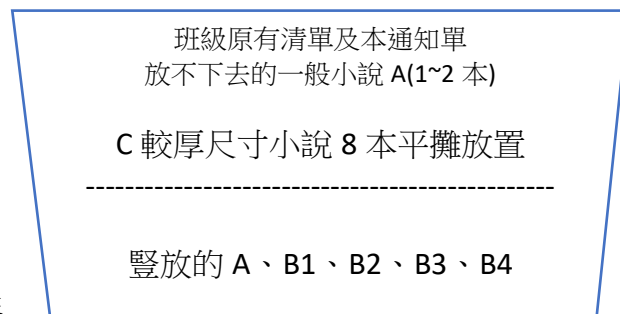 班級原有清單及本通知單
放不下去的一般小說 A(1~2 本)
C 較厚尺寸小說 8 本平攤放置
------------------------------------------------
豎放的 A、B1、B2、B3、B4